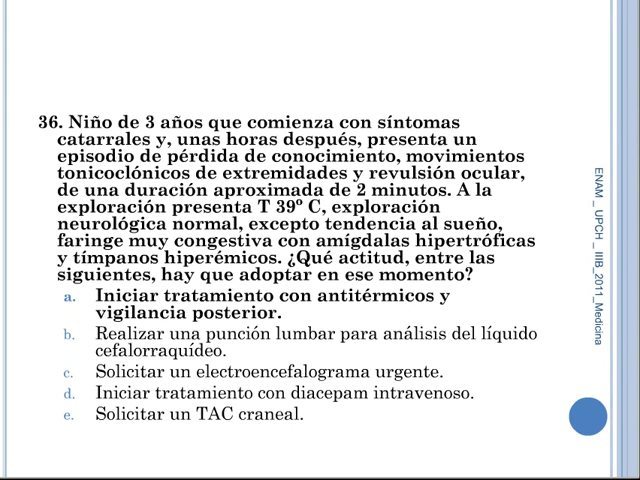 36. Niño de 3 años que comienza con síntomas
catarrales y, unas horas después, presenta un
episodio de pérdida de conocimiento, movimientos
tonicoclónicos de extremidades y revulsión ocular,
de una duración aproximada de 2 minutos. A la
exploración presenta T 39º C, exploración
neurológica normal, excepto tendencia al sueño,
faringe muy congestiva con amígdalas hipertróficas
y tímpanos hiperémicos. ¿Qué actitud, entre las
siguientes, hay que adoptar en ese momento?
a. Iniciar tratamiento con antitérmicos y
vigilancia posterior.
b. Realizar una punción lumbar para análisis del líquido
cefalorraquídeo.
c. Solicitar un electroencefalograma urgente.
d. Iniciar tratamiento con diacepam intravenoso.
e. Solicitar un TAC craneal.
ENAM _ UPCH _ IIIB_2011_Medicina